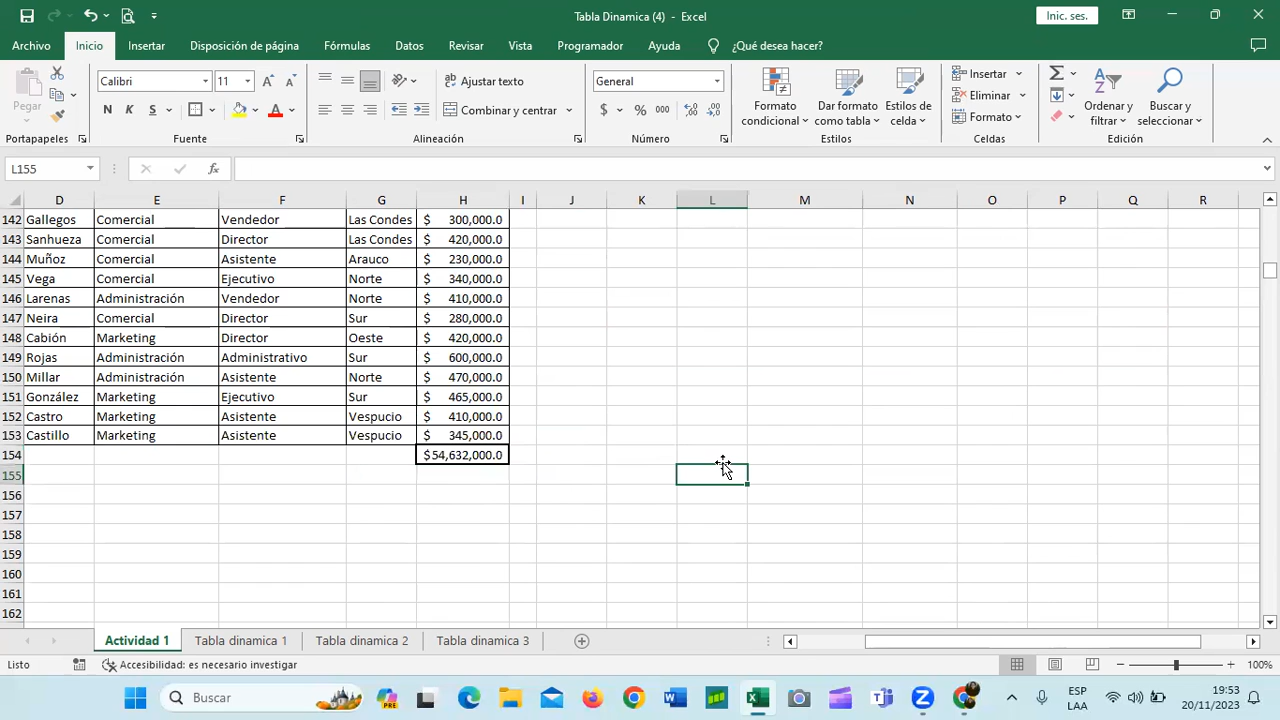 Tabla Dinamica (4) - Excel
Inic. ses.
Archivo Inicio Insertar Disposición de página Fórmulas Datos Revisar Vista Programador Ayuda ¿Qué desea hacer?
Pegar
Calibri 11
N K S
Ajustar texto
Combinar y centrar
General
$ % 000
Formato condicional
Dar formato como tabla
Estilos de celda
Insertar
Eliminar
Formato
Ordenar y filtrar
Buscar y seleccionar
Portapapeles Fuente Alineación Número Estilos Celdas Edición
L155
D E F G H I J K L M N O P Q R
142 Gallegos Comercial Vendedor Las Condes $ 300,000.0
143 Sanhueza Comercial Director Las Condes $ 420,000.0
144 Muñoz Comercial Asistente Arauco $ 230,000.0
145 Vega Comercial Ejecutivo Norte $ 340,000.0
146 Larenas Administración Vendedor Norte $ 410,000.0
147 Neira Comercial Director Sur $ 280,000.0
148 Cabión Marketing Director Oeste $ 420,000.0
149 Rojas Administración Administrativo Sur $ 600,000.0
150 Millar Administración Asistente Norte $ 470,000.0
151 González Marketing Ejecutivo Sur $ 465,000.0
152 Castro Marketing Asistente Vespucio $ 410,000.0
153 Castillo Marketing Asistente Vespucio $ 345,000.0
154 $54,632,000.0
155
156
157
158
159
160
161
162
Actividad 1 Tabla dinamica 1 Tabla dinamica 2 Tabla dinamica 3
Listo Accesibilidad: es necesario investigar 100%
Buscar
PRE
ESP
LAA
19:53
20/11/2023